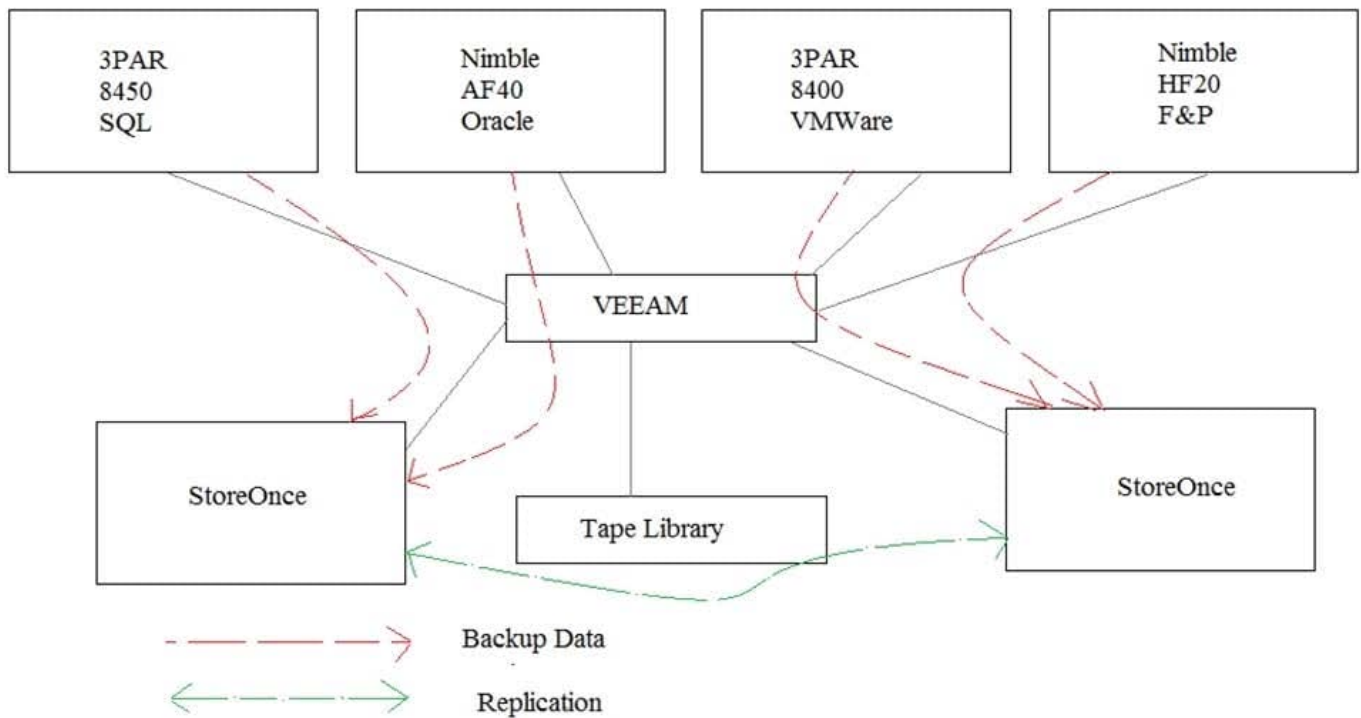 3PAR
8450
SQL
Nimble
AF40
Oracle
3PAR
8400
VMWare
Nimble
HF20
F&P
VEEAM
StoreOnce
StoreOnce
Tape Library
Backup Data
Replication